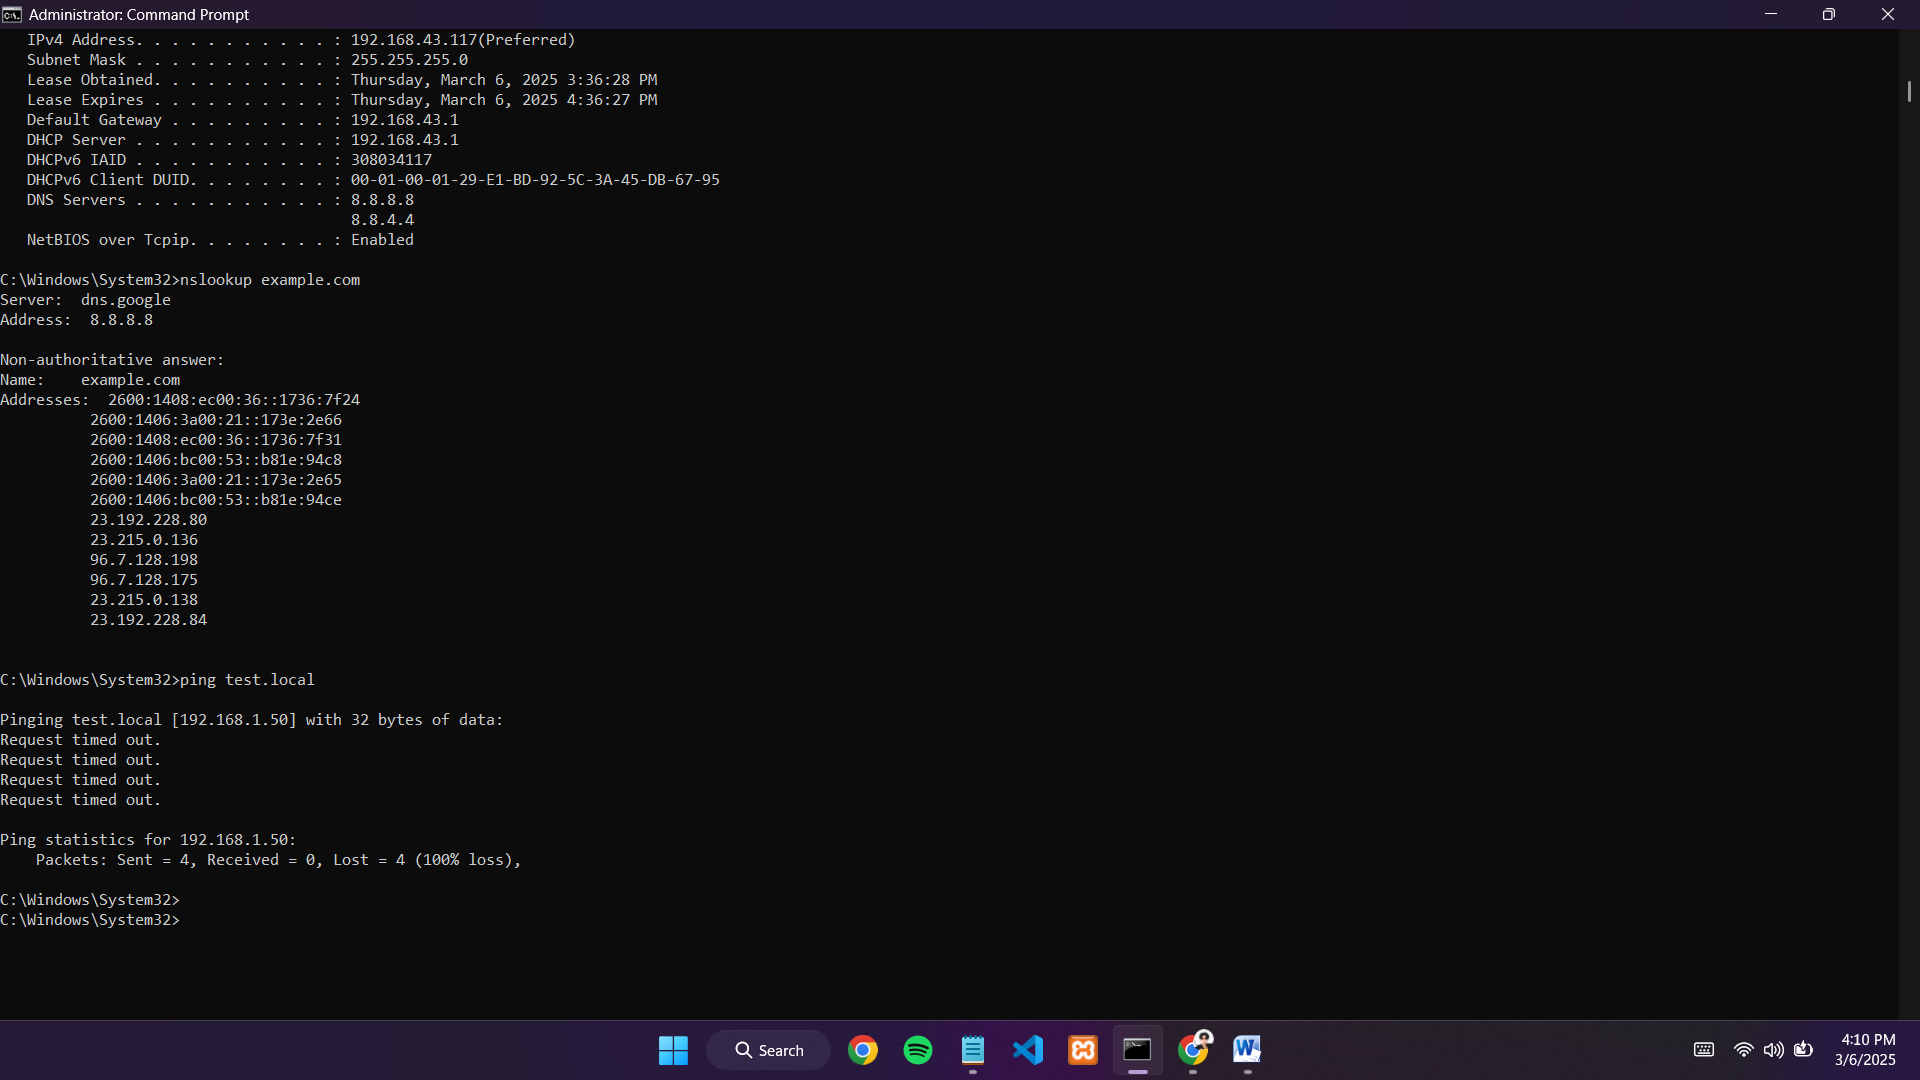 Administrator: Command Prompt
IPv4 Address. . . . . . . . . . . : 192.168.43.117(Preferred)
Subnet Mask . . . . . . . . . . . : 255.255.255.0
Lease Obtained. . . . . . . . . . : Thursday, March 6, 2025 3:36:28 PM
Lease Expires . . . . . . . . . . : Thursday, March 6, 2025 4:36:27 PM
Default Gateway . . . . . . . . . : 192.168.43.1
DHCP Server . . . . . . . . . . . : 192.168.43.1
DHCPv6 IAID . . . . . . . . . . . : 308034117
DHCPv6 Client DUID. . . . . . . . : 00-01-00-01-29-E1-BD-92-5C-3A-45-DB-67-95
DNS Servers . . . . . . . . . . . : 8.8.8.8
8.8.4.4
NetBIOS over Tcpip. . . . . . . . : Enabled
C:\Windows\System32>nslookup example.com
Server:  dns.google
Address:  8.8.8.8
Non-authoritative answer:
Name:    example.com
Addresses:  2600:1408:ec00:36::1736:7f24
2600:1406:3a00:21::173e:2e66
2600:1408:ec00:36::1736:7f31
2600:1406:bc00:53::b81e:94c8
2600:1406:3a00:21::173e:2e65
2600:1406:bc00:53::b81e:94ce
23.192.228.80
23.215.0.136
96.7.128.198
96.7.128.175
23.215.0.138
23.192.228.84
C:\Windows\System32>ping test.local
Pinging test.local [192.168.1.50] with 32 bytes of data:
Request timed out.
Request timed out.
Request timed out.
Request timed out.
Ping statistics for 192.168.1.50:
Packets: Sent = 4, Received = 0, Lost = 4 (100% loss),
C:\Windows\System32>
C:\Windows\System32>
Search
4:10 PM
3/6/2025